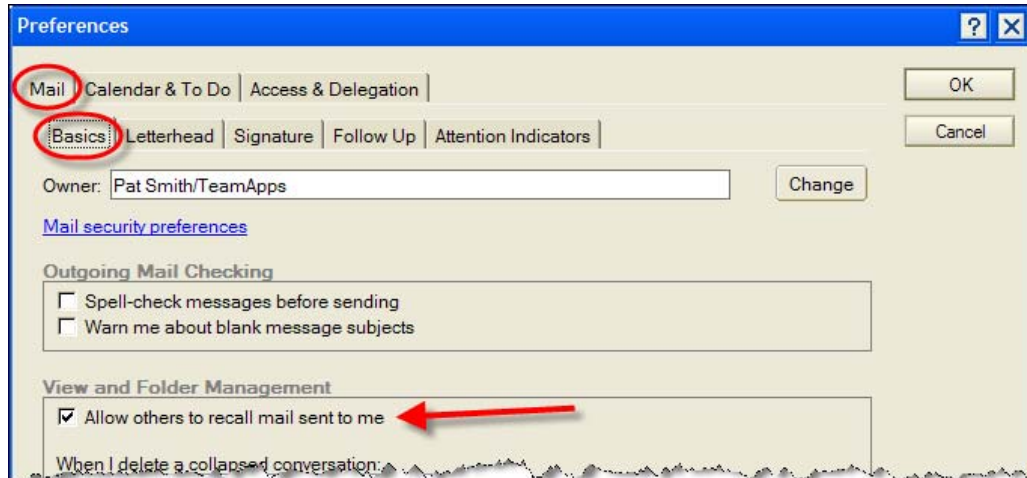 Preferences
Mail Calendar & To Do Access & Delegation OK
Basics Letterhead Signature Follow Up Attention Indicators Cancel
Owner: Pat Smith/TeamApps Change
Mail security preferences
Outgoing Mail Checking
Spell-check messages before sending
Warn me about blank message subjects
View and Folder Management
Allow others to recall mail sent to me
When I delete a collapsed conversation: